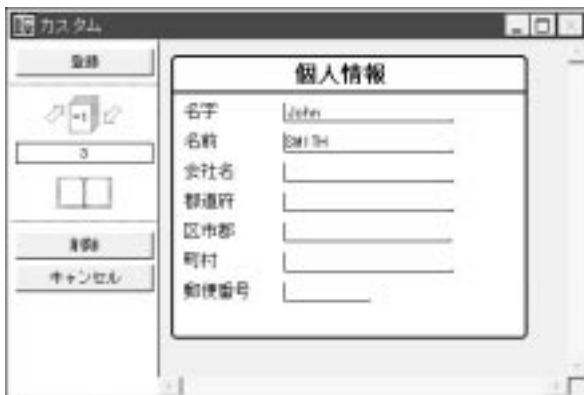 カスタム
登録
3
削除
キャンセル
個人情報
名字 John
名前 SMITH
会社名
都道府
区市郡
町村
郵便番号